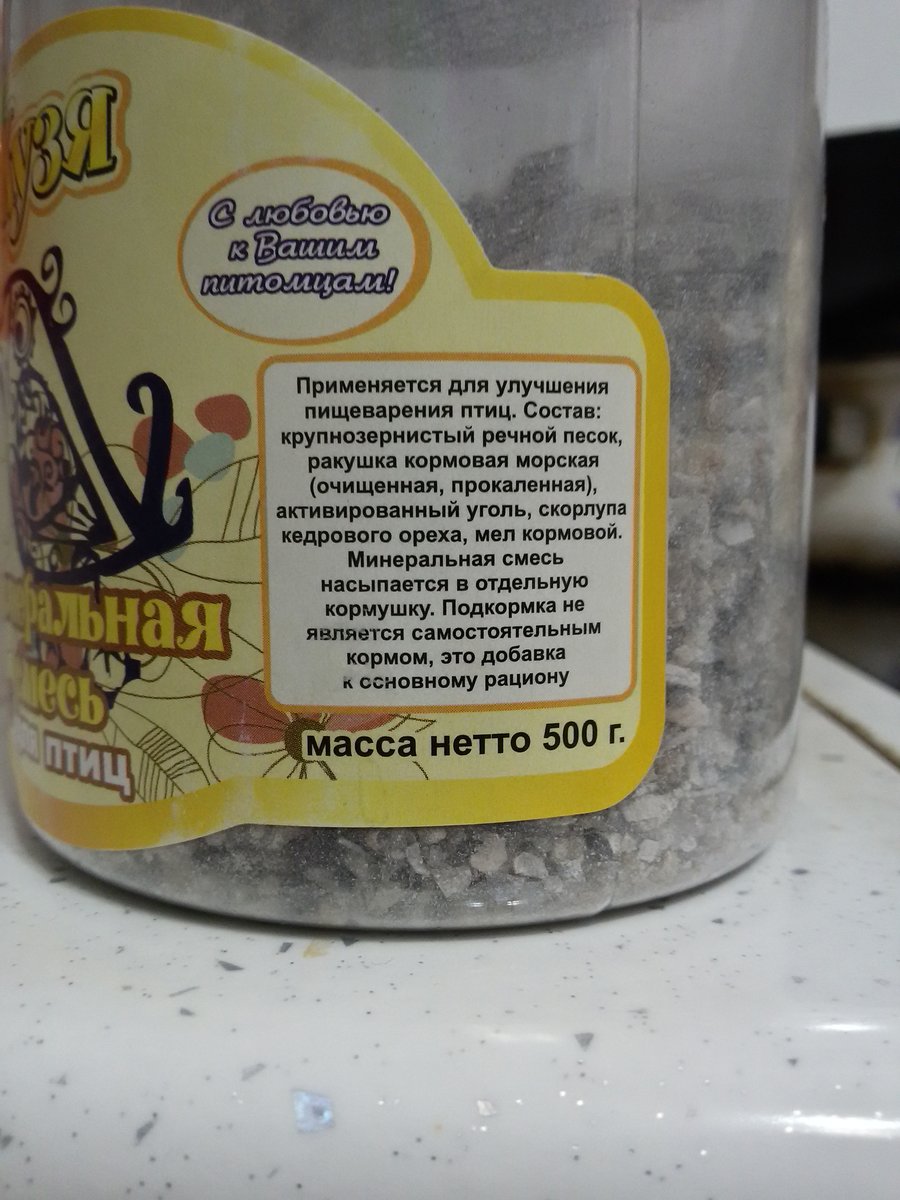 С любовью
к Вашим
питомцам!
Применяется для улучшения
пищеварения птиц. Состав:
крупнозернистый речной песок,
ракушка кормовая морская
(очищенная, прокаленная),
активированный уголь, скорлупа
кедрового ореха, мел кормовой.
Минеральная смесь
насыпается в отдельную
кормушку. Подкормка не
является самостоятельным
кормом, это добавка
к основному рациону
птиц
масса нетто 500 г.